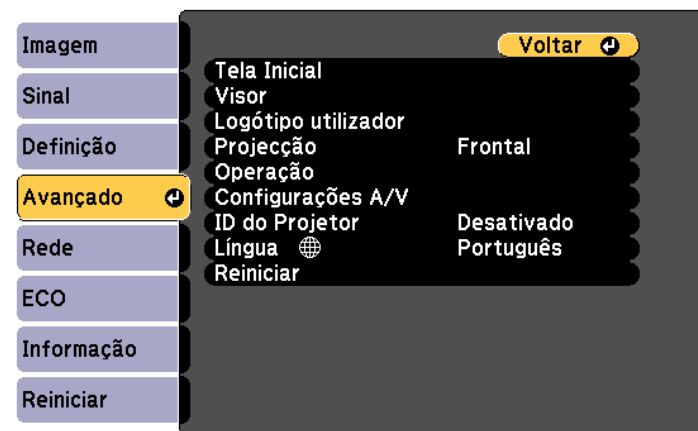 Imagem
Sinal
Definição
Avançado
Rede
ECO
Informação
Reiniciar
Voltar
Tela Inicial
Visor
Logótipo utilizador
Projecção Frontal
Operação
Configurações A/V
ID do Projetor Desativado
Língua Português
Reiniciar